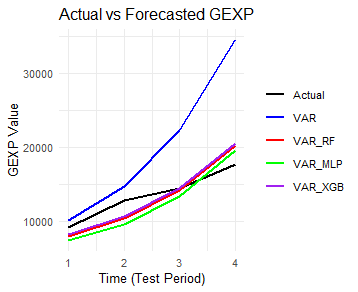 Actual vs Forecasted GEXP
30000
20000
10000
GEXP Value
1 2 3 4
Time (Test Period)
Actual
VAR
VAR_RF
VAR_MLP
VAR_XGB